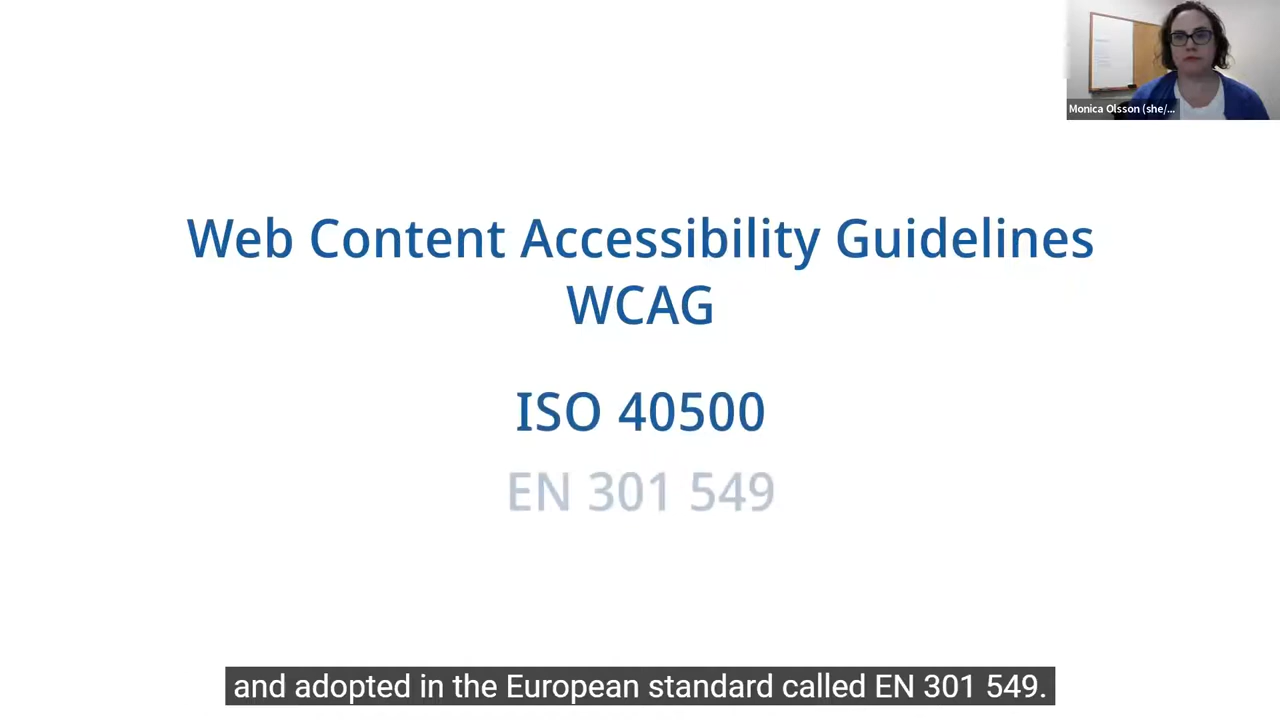 Monica Olsson (she/...
Web Content Accessibility Guidelines
WCAG
ISO 40500
EN 301 549
and adopted in the European standard called EN 301 549.